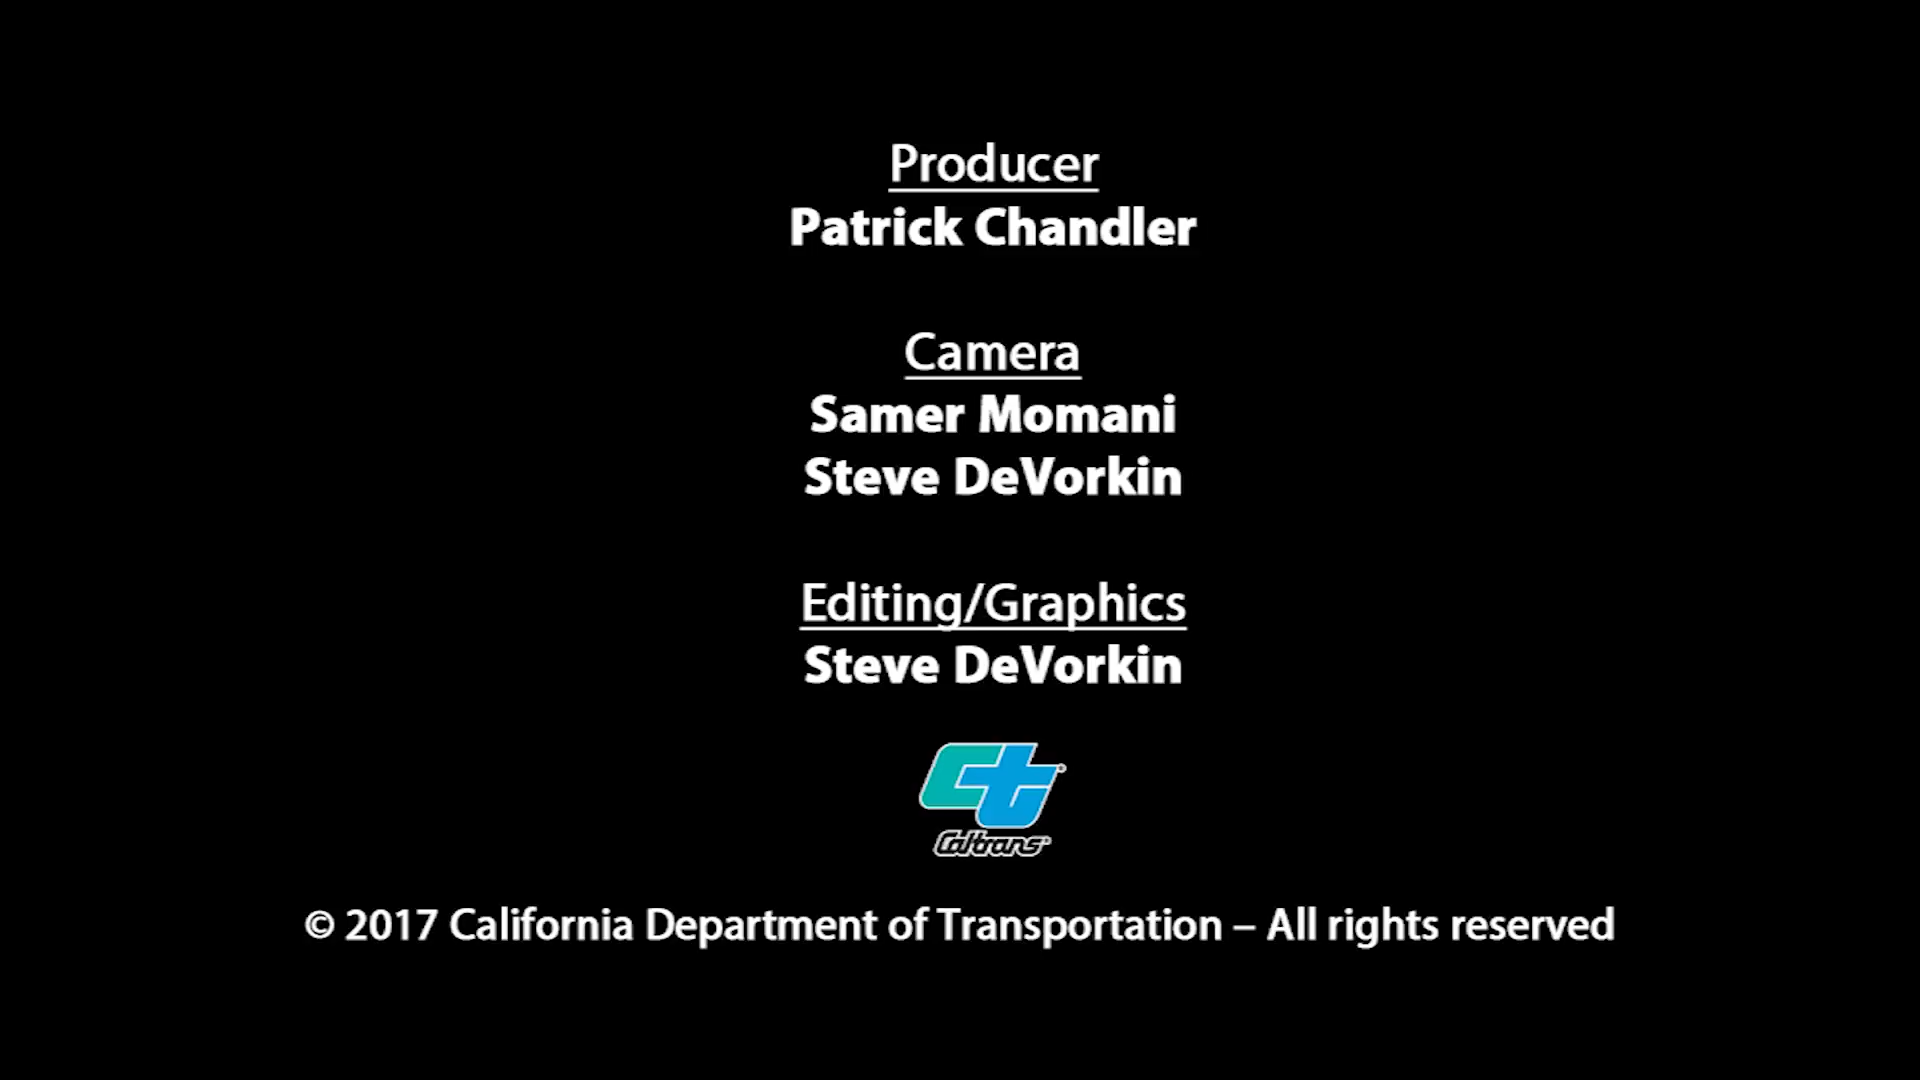 Producer
Patrick Chandler
Camera
Samer Momani
Steve DeVorkin
Editing/Graphics
Steve DeVorkin
ct
Caltrans
© 2017 California Department of Transportation – All rights reserved